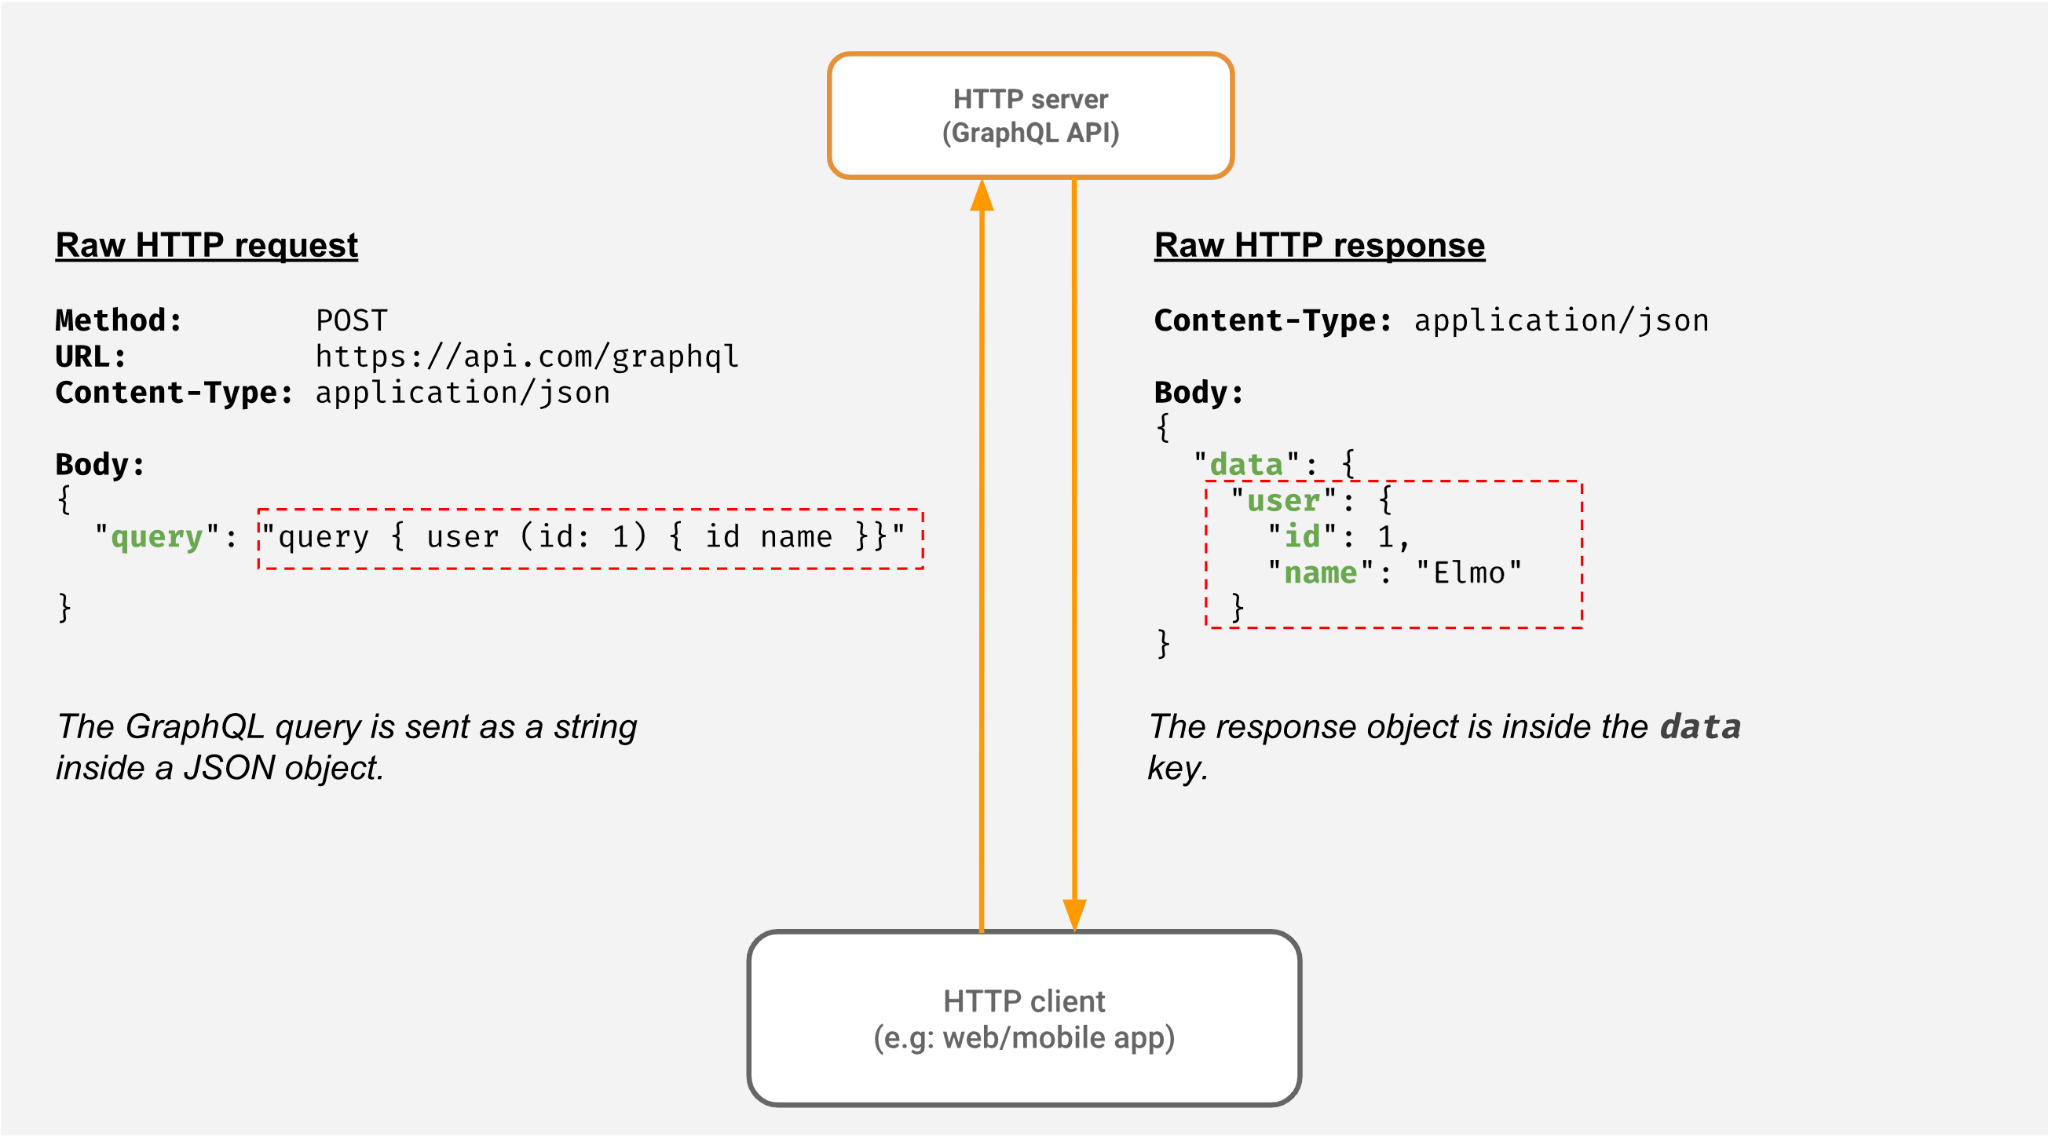 HTTP server
(GraphQL API)
Raw HTTP request
Method: POST
URL: https://api.com/graphql
Content-Type: application/json
Body:
{
"query": "query { user (id: 1) { id name }}"
}
The GraphQL query is sent as a string
inside a JSON object.
Raw HTTP response
Content-Type: application/json
Body:
{
"data": {
"user": {
"id": 1,
"name": "Elmo"
}
}
The response object is inside the data
key.
HTTP client
(e.g: web/mobile app)